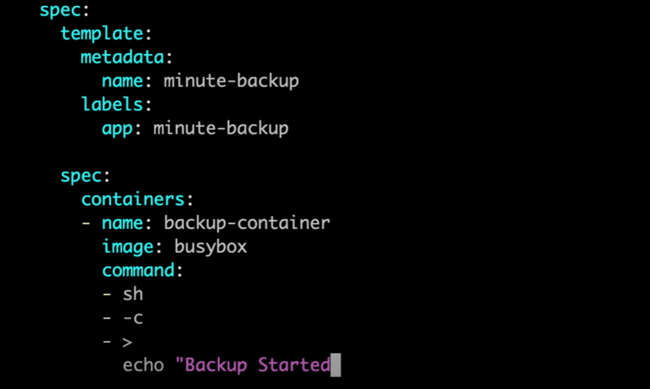 spec:
  template:
    metadata:
      name: minute-backup
    labels:
      app: minute-backup

  spec:
    containers:
    - name: backup-container
      image: busybox
      command:
      - sh
      - -c
      - >
        echo "Backup Started